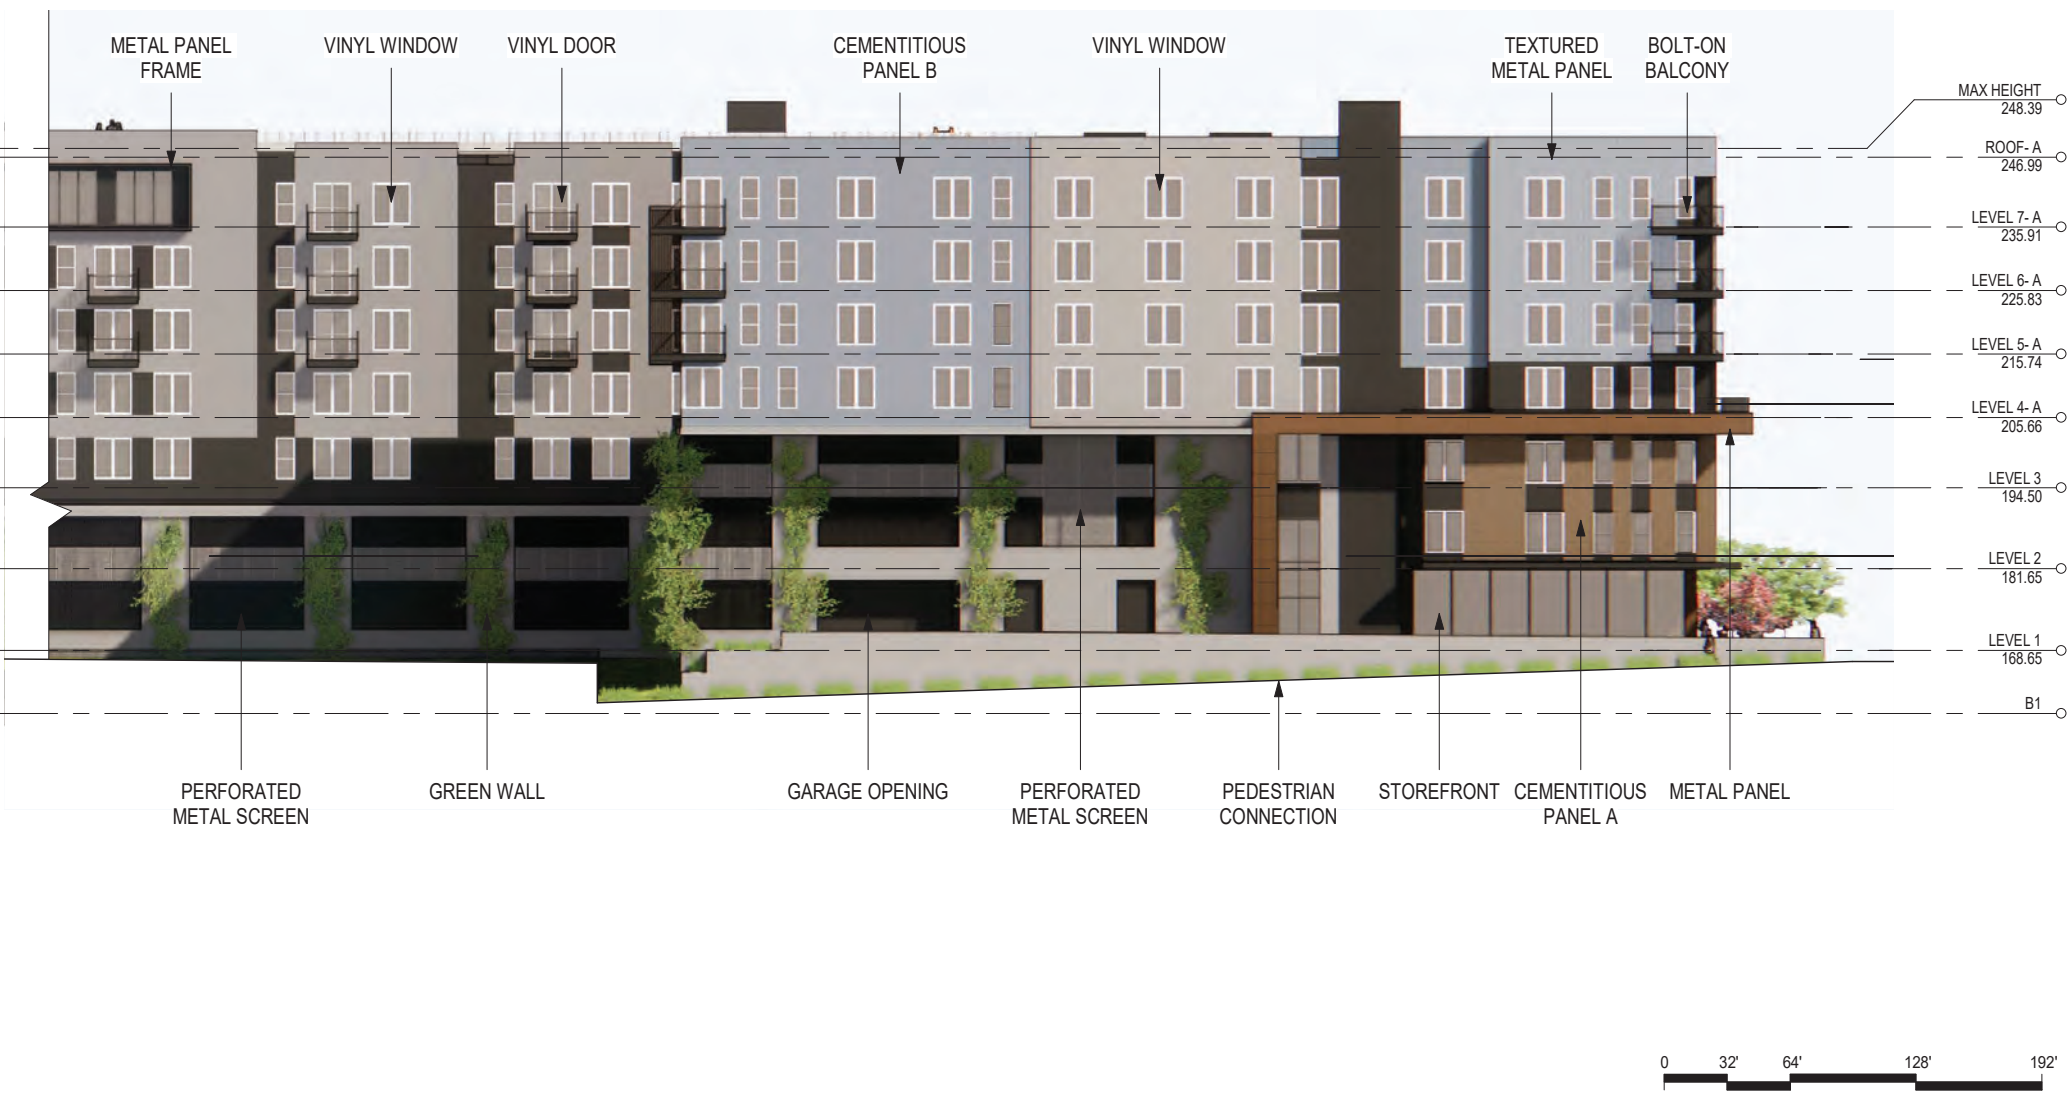 METAL PANEL
FRAME
VINYL WINDOW
VINYL DOOR
CEMENTITIOUS
PANEL B
VINYL WINDOW
TEXTURED
METAL PANEL
BOLT-ON
BALCONY
MAX HEIGHT
248.39
ROOF- A
246.99
LEVEL 7- A
235.91
LEVEL 6- A
225.83
LEVEL 5- A
215.74
LEVEL 4- A
205.66
LEVEL 3
194.50
LEVEL 2
181.65
LEVEL 1
168.65
B1
PERFORATED
METAL SCREEN
GREEN WALL
GARAGE OPENING
PERFORATED
METAL SCREEN
PEDESTRIAN
CONNECTION
STOREFRONT
CEMENTITIOUS
PANEL A
METAL PANEL
0 32' 64' 128' 192'